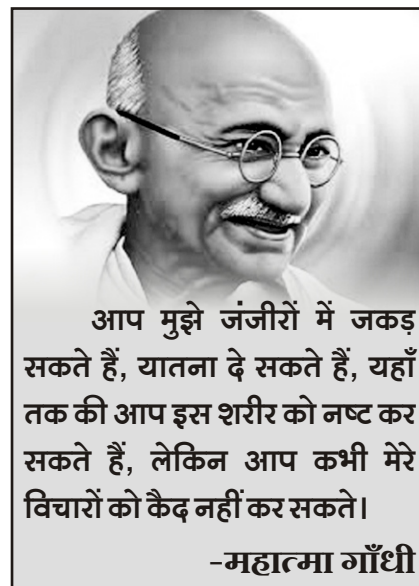 आप मुझे जंजीरों में जकड़
सकते हैं, यातना दे सकते हैं, यहाँ
तक की आप इस शरीर को नष्ट कर
सकते हैं, लेकिन आप कभी मेरे
विचारों को कैद नहीं कर सकते।
-महात्मा गाँधी